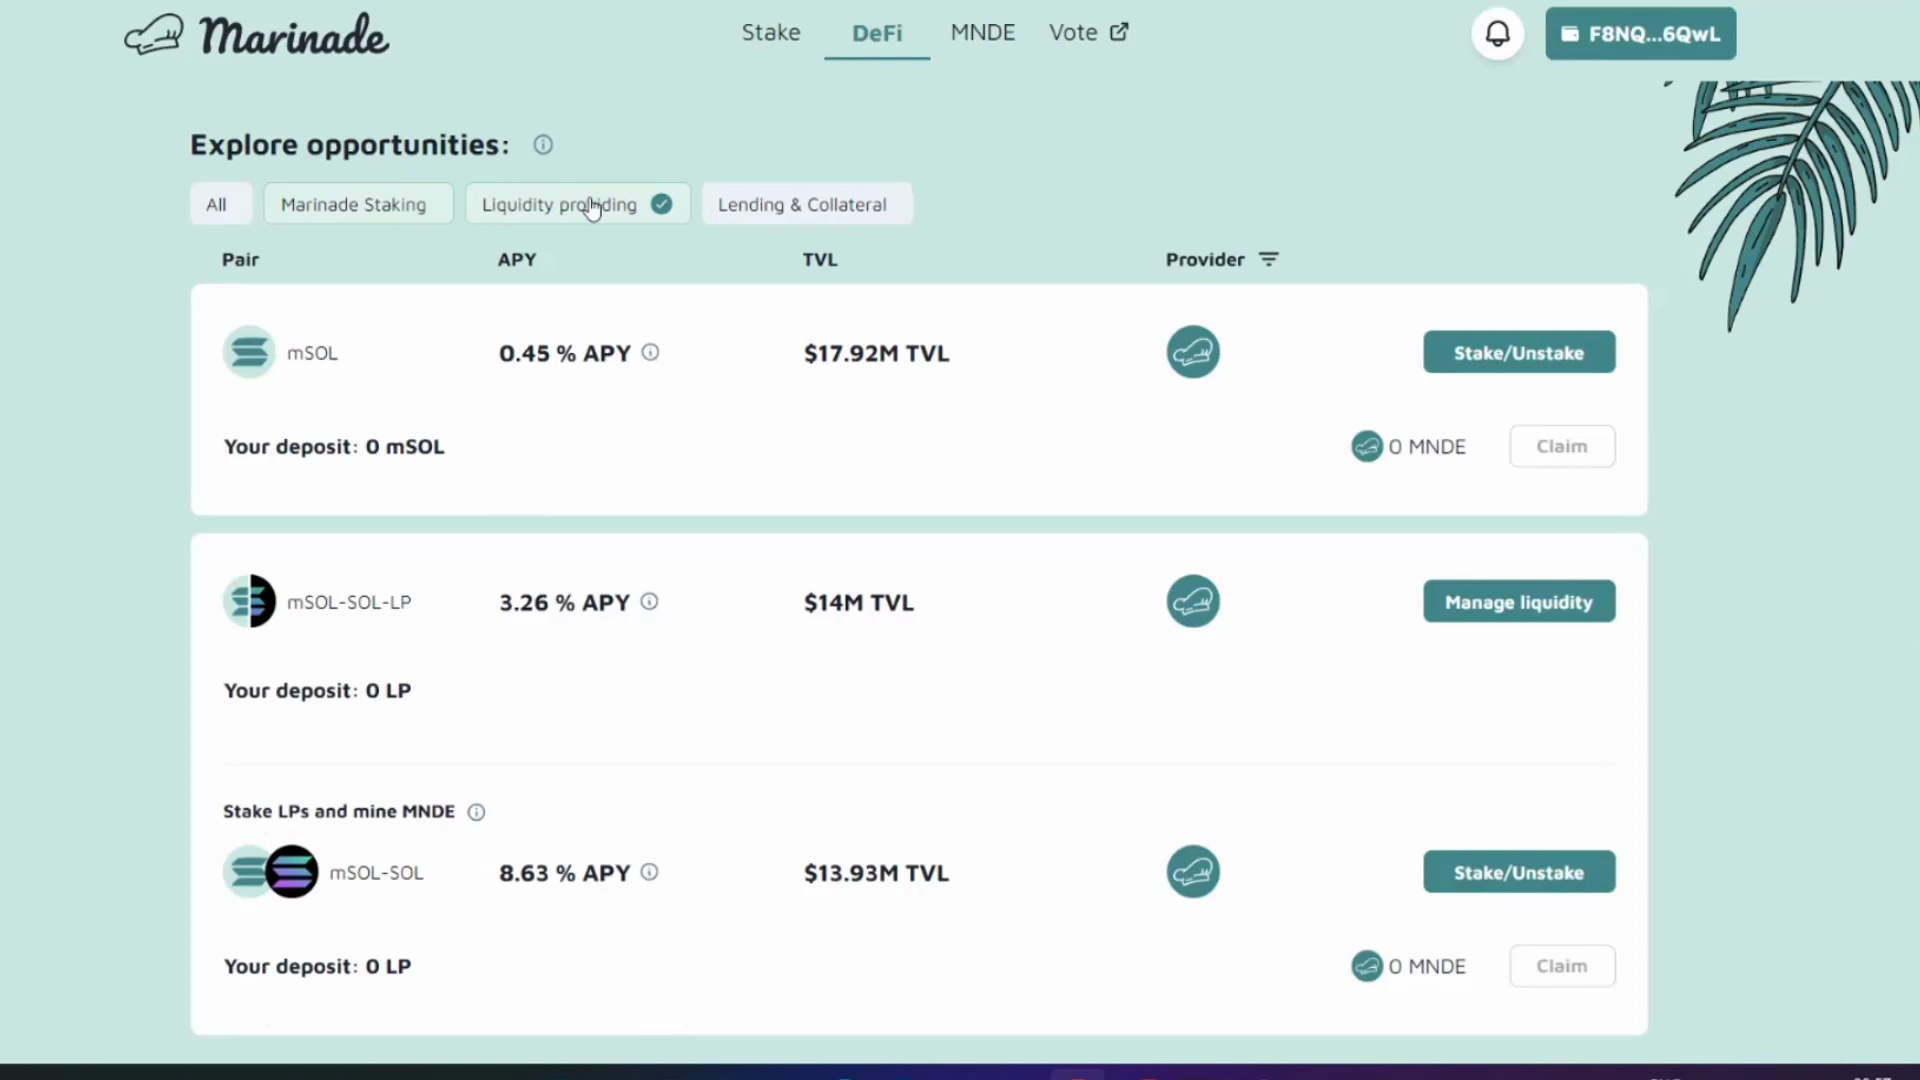 Marinade
Stake DeFi MNDE Vote
F8NQ...6QwL
Explore opportunities:
All Marinade Staking Liquidity providing Lending & Collateral
Pair APY TVL Provider
mSOL 0.45 % APY $17.92M TVL Stake/Unstake
Your deposit: 0 mSOL 0 MNDE Claim
mSOL-SOL-LP 3.26 % APY $14M TVL Manage liquidity
Your deposit: 0 LP
Stake LPs and mine MNDE
mSOL-SOL 8.63 % APY $13.93M TVL Stake/Unstake
Your deposit: 0 LP 0 MNDE Claim